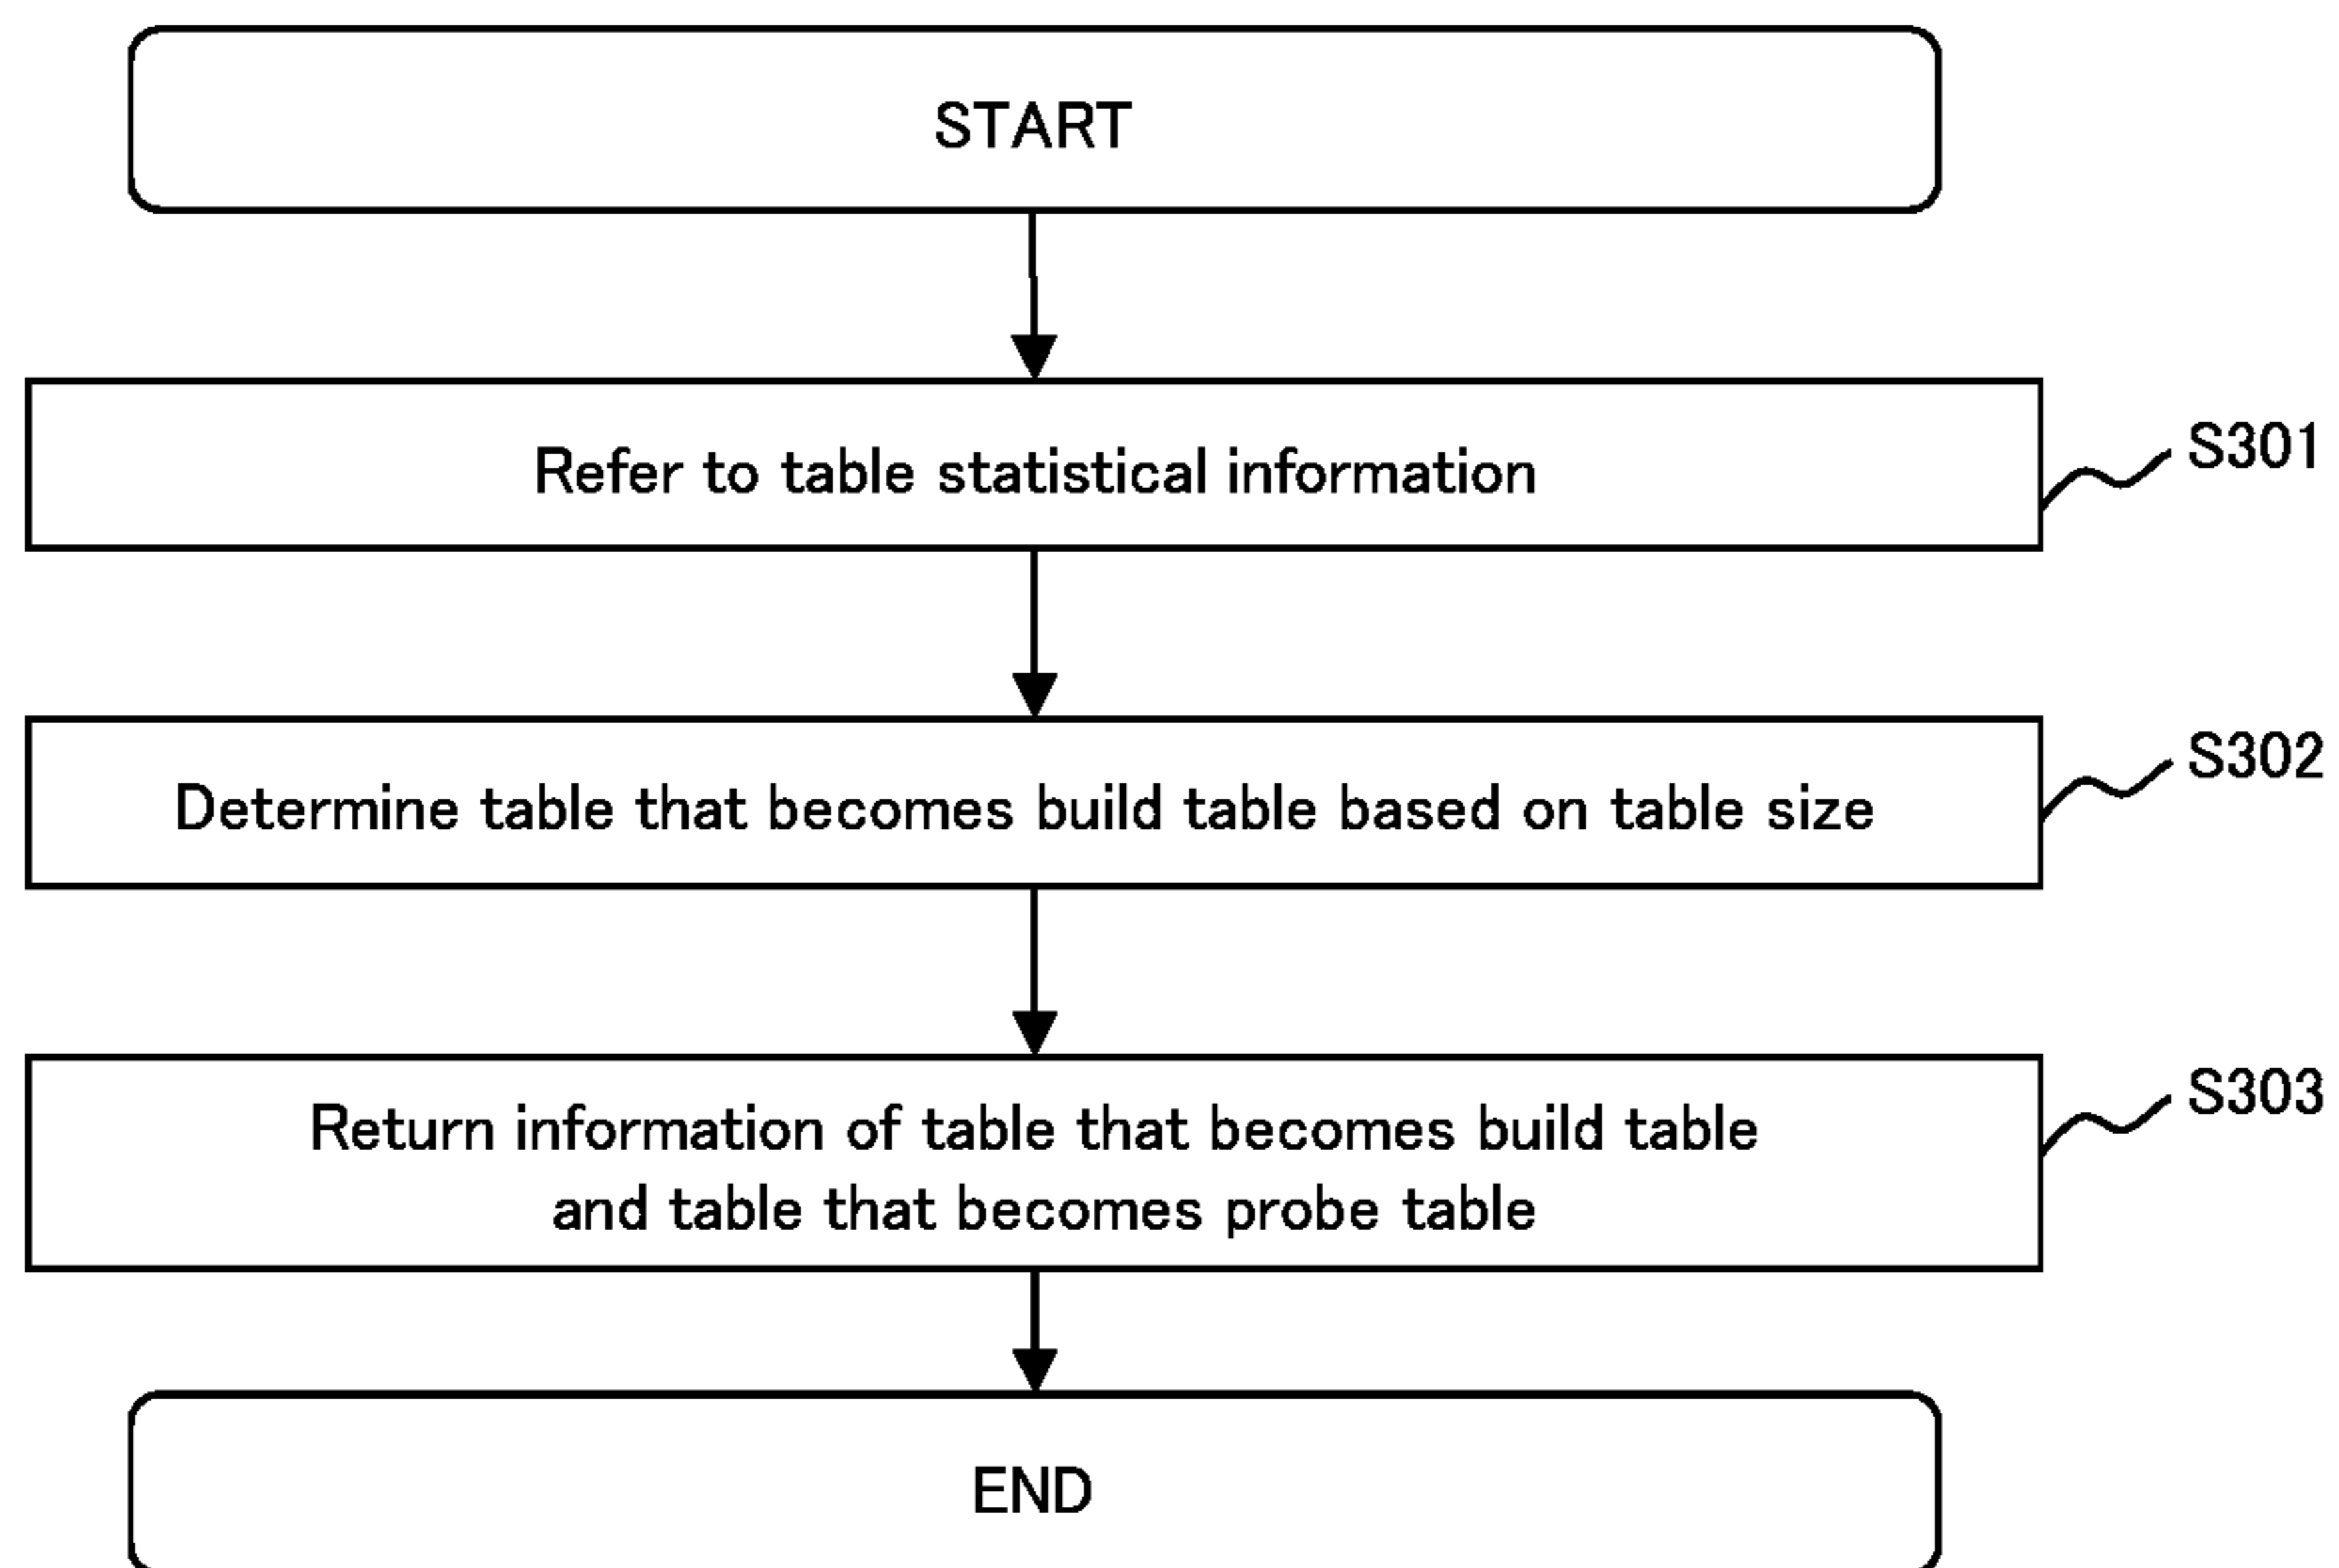 START
Refer to table statistical information
S301
Determine table that becomes build table based on table size
S302
Return information of table that becomes build table
and table that becomes probe table
S303
END